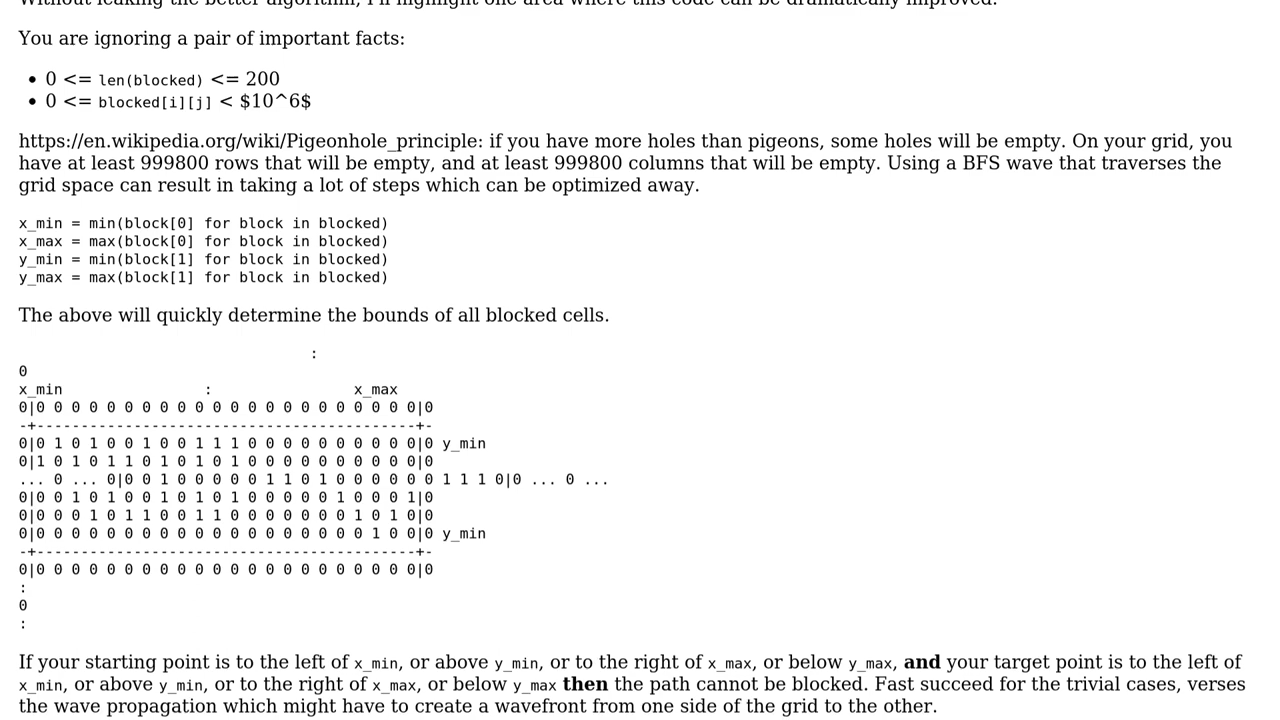 Without leaking the better algorithm, I'll highlight one area where this code can be dramatically improved.
You are ignoring a pair of important facts:
• 0 <= len(blocked) <= 200
• 0 <= blocked[i][j] < $10^6$
https://en.wikipedia.org/wiki/Pigeonhole_principle: if you have more holes than pigeons, some holes will be empty. On your grid, you
have at least 999800 rows that will be empty, and at least 999800 columns that will be empty. Using a BFS wave that traverses the
grid space can result in taking a lot of steps which can be optimized away.
x_min = min(block[0] for block in blocked)
x_max = max(block[0] for block in blocked)
y_min = min(block[1] for block in blocked)
y_max = max(block[1] for block in blocked)
The above will quickly determine the bounds of all blocked cells.
:
0
x_min : x_max
0|0 0 0 0 0 0 0 0 0 0 0 0 0 0 0 0 0 0 0 0 0 0|0
-+-------------------------------------------+-
0|0 1 0 1 0 0 1 0 0 1 1 1 0 0 0 0 0 0 0 0 0 0|0 y_min
0|1 0 1 0 1 1 0 1 0 1 0 1 0 0 0 0 0 0 0 0 0 0|0
... 0 ... 0|0 0 1 0 0 0 0 0 1 1 0 1 0 0 0 0 0 0 1 1 1 0|0 ... 0 ...
0|0 0 1 0 1 0 0 1 0 1 0 1 0 0 0 0 0 1 0 0 0 1|0
0|0 0 0 1 0 1 1 0 0 1 1 0 0 0 0 0 0 0 1 0 1 0|0
0|0 0 0 0 0 0 0 0 0 0 0 0 0 0 0 0 0 0 0 1 0 0|0 y_min
-+-------------------------------------------+-
0|0 0 0 0 0 0 0 0 0 0 0 0 0 0 0 0 0 0 0 0 0 0|0
:
0
:
If your starting point is to the left of x_min, or above y_min, or to the right of x_max, or below y_max, and your target point is to the left of
x_min, or above y_min, or to the right of x_max, or below y_max then the path cannot be blocked. Fast succeed for the trivial cases, verses
the wave propagation which might have to create a wavefront from one side of the grid to the other.